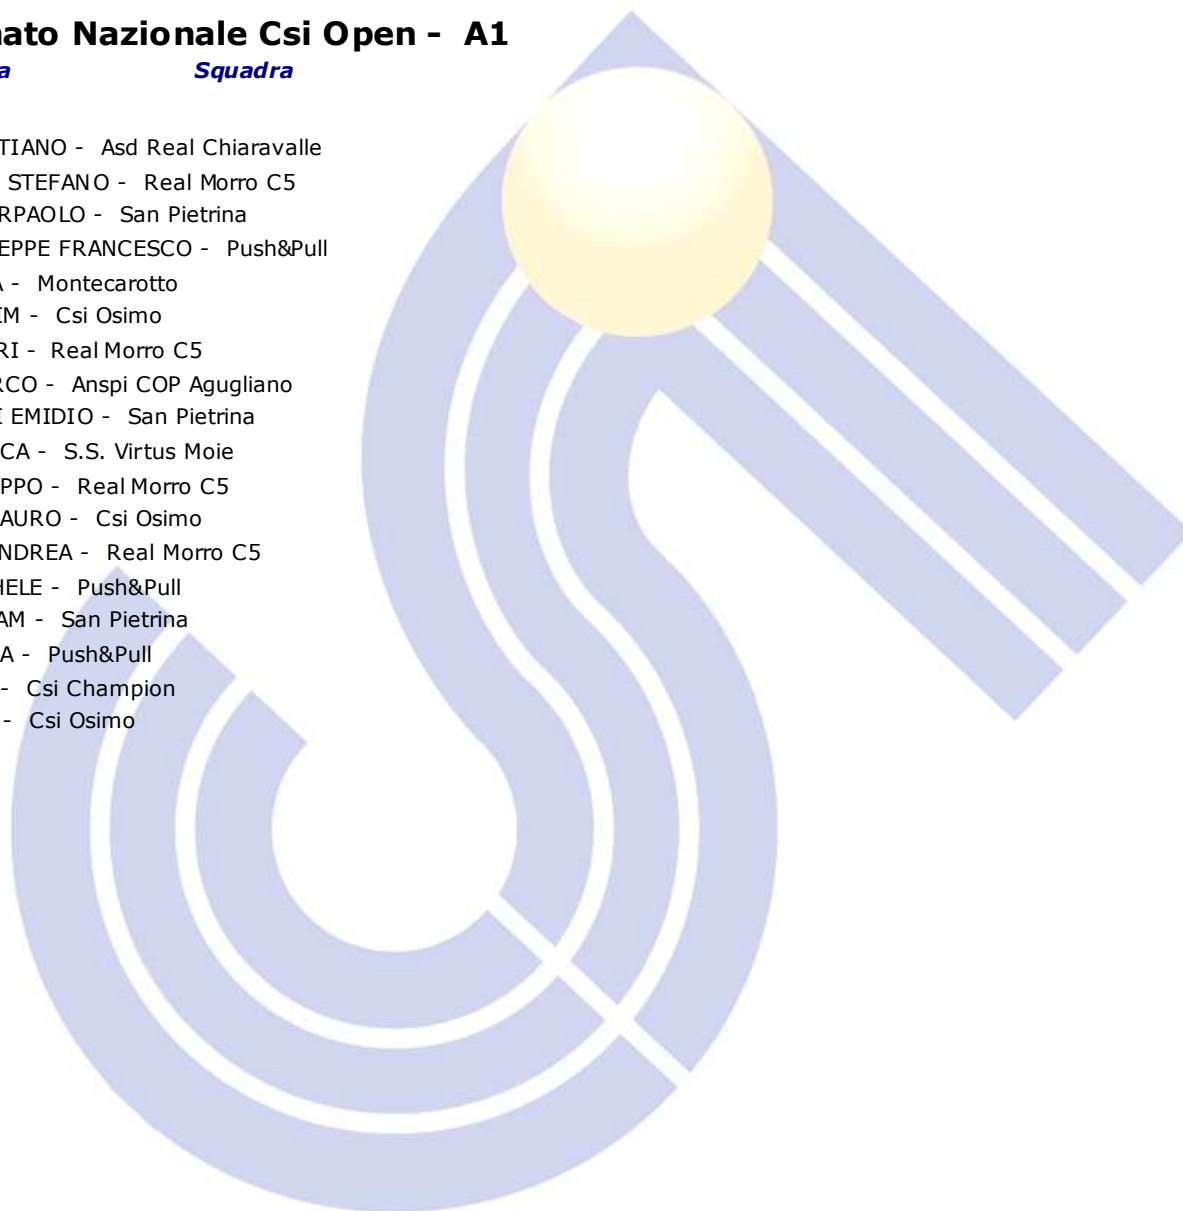 nato Nazionale Csi Open - A1
a Squadra
TIANO - Asd Real Chiaravalle
STEFANO - Real Morro C5
RPAOLO - San Pietrina
EPPE FRANCESCO - Push&Pull
A - Montecarotto
IM - Csi Osimo
RI - Real Morro C5
RCO - Anspi COP Agugliano
I EMIDIO - San Pietrina
CA - S.S. Virtus Moie
PPO - Real Morro C5
AURO - Csi Osimo
NDREA - Real Morro C5
HELE - Push&Pull
AM - San Pietrina
A - Push&Pull
- Csi Champion
- Csi Osimo